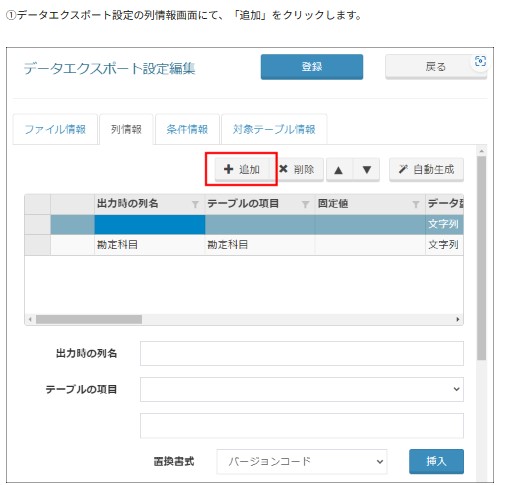 ①データエクスポート設定の列情報画面にて、「追加」をクリックします。
データエクスポート設定編集 登録 戻る
ファイル情報 列情報 条件情報 対象テーブル情報
追加 削除 ▲ ▼ 自動生成
出力時の列名 テーブルの項目 固定値 データ
文字列
勘定科目 勘定科目 文字列
出力時の列名
テーブルの項目
置換書式 バージョンコード 挿入